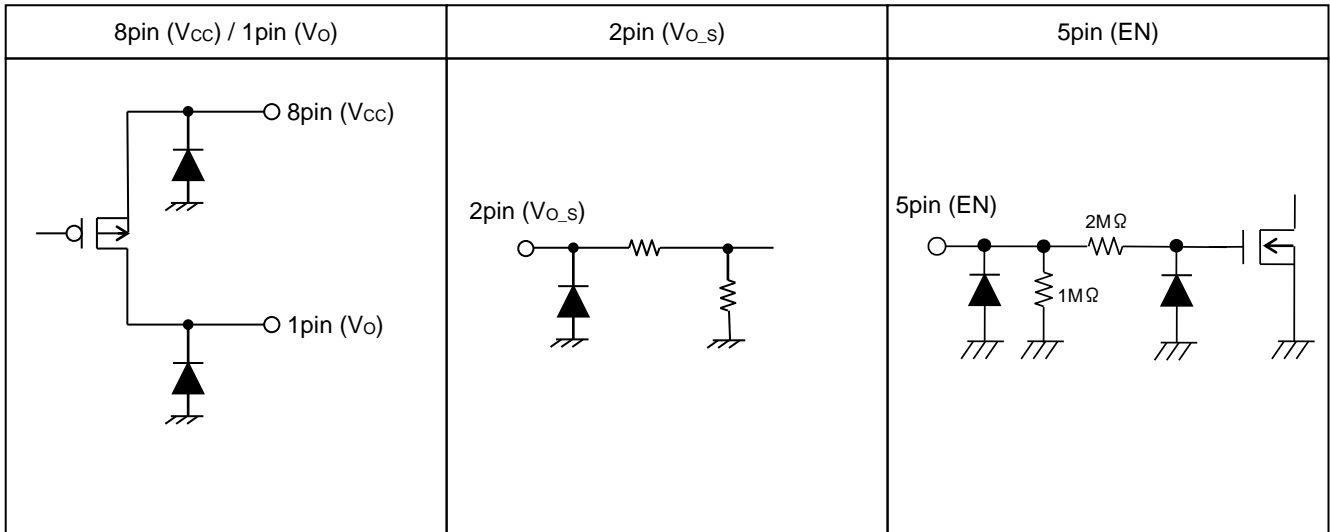 8pin (VCC) / 1pin (VO)
2pin (VO_S)
5pin (EN)
8pin (VCC)
1pin (VO)
2pin (VO_S)
5pin (EN)
2MΩ
1MΩ